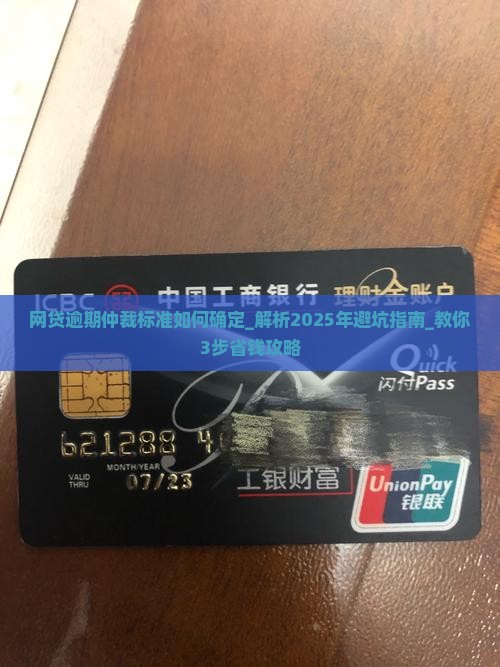 ICBC 中国工商银行 理财金账户
网贷逾期仲裁标准如何确定_解析2025年避坑指南_教你
3步省钱攻略
Quick
闪付Pass
621288 4
MONTH/YEAR
VALID
THRU
07/23
工银财富
UnionPay
银联